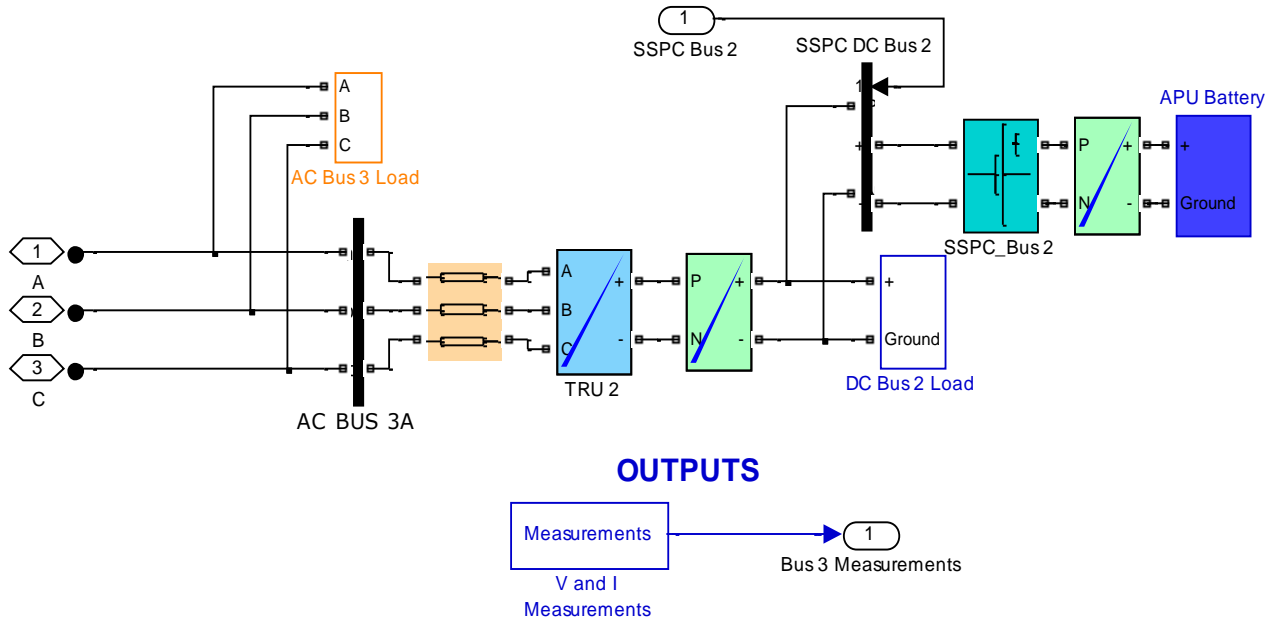 1
SSPC Bus 2
SSPC DC Bus 2
1
APU Battery
A
B
C
AC Bus 3 Load
+
-
P
N
+
-
+
Ground
SSPC_Bus 2
1
A
2
B
3
C
AC BUS 3A
A
B
C
+
-
TRU 2
P
N
+
-
+
Ground
DC Bus 2 Load
OUTPUTS
Measurements
V and I
Measurements
1
Bus 3 Measurements